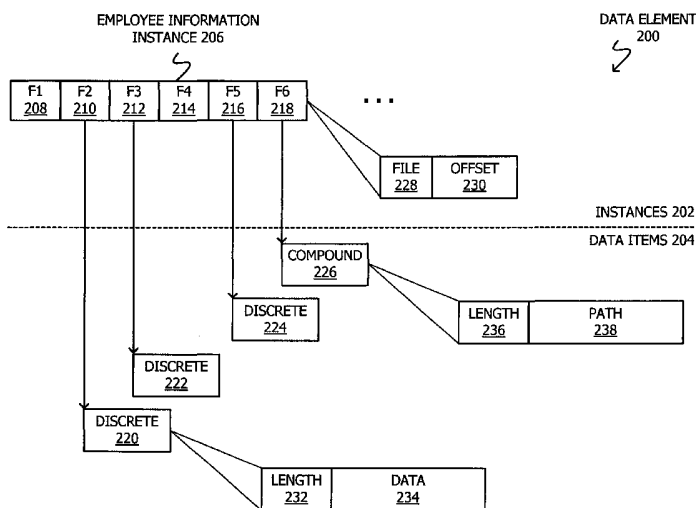 EMPLOYEE INFORMATION
INSTANCE 206
DATA ELEMENT
200
F1 F2 F3 F4 F5 F6
208 210 212 214 216 218
...
FILE OFFSET
228 230
INSTANCES 202
DATA ITEMS 204
COMPOUND
226
DISCRETE
224
LENGTH PATH
236 238
DISCRETE
222
DISCRETE
220
LENGTH DATA
232 234